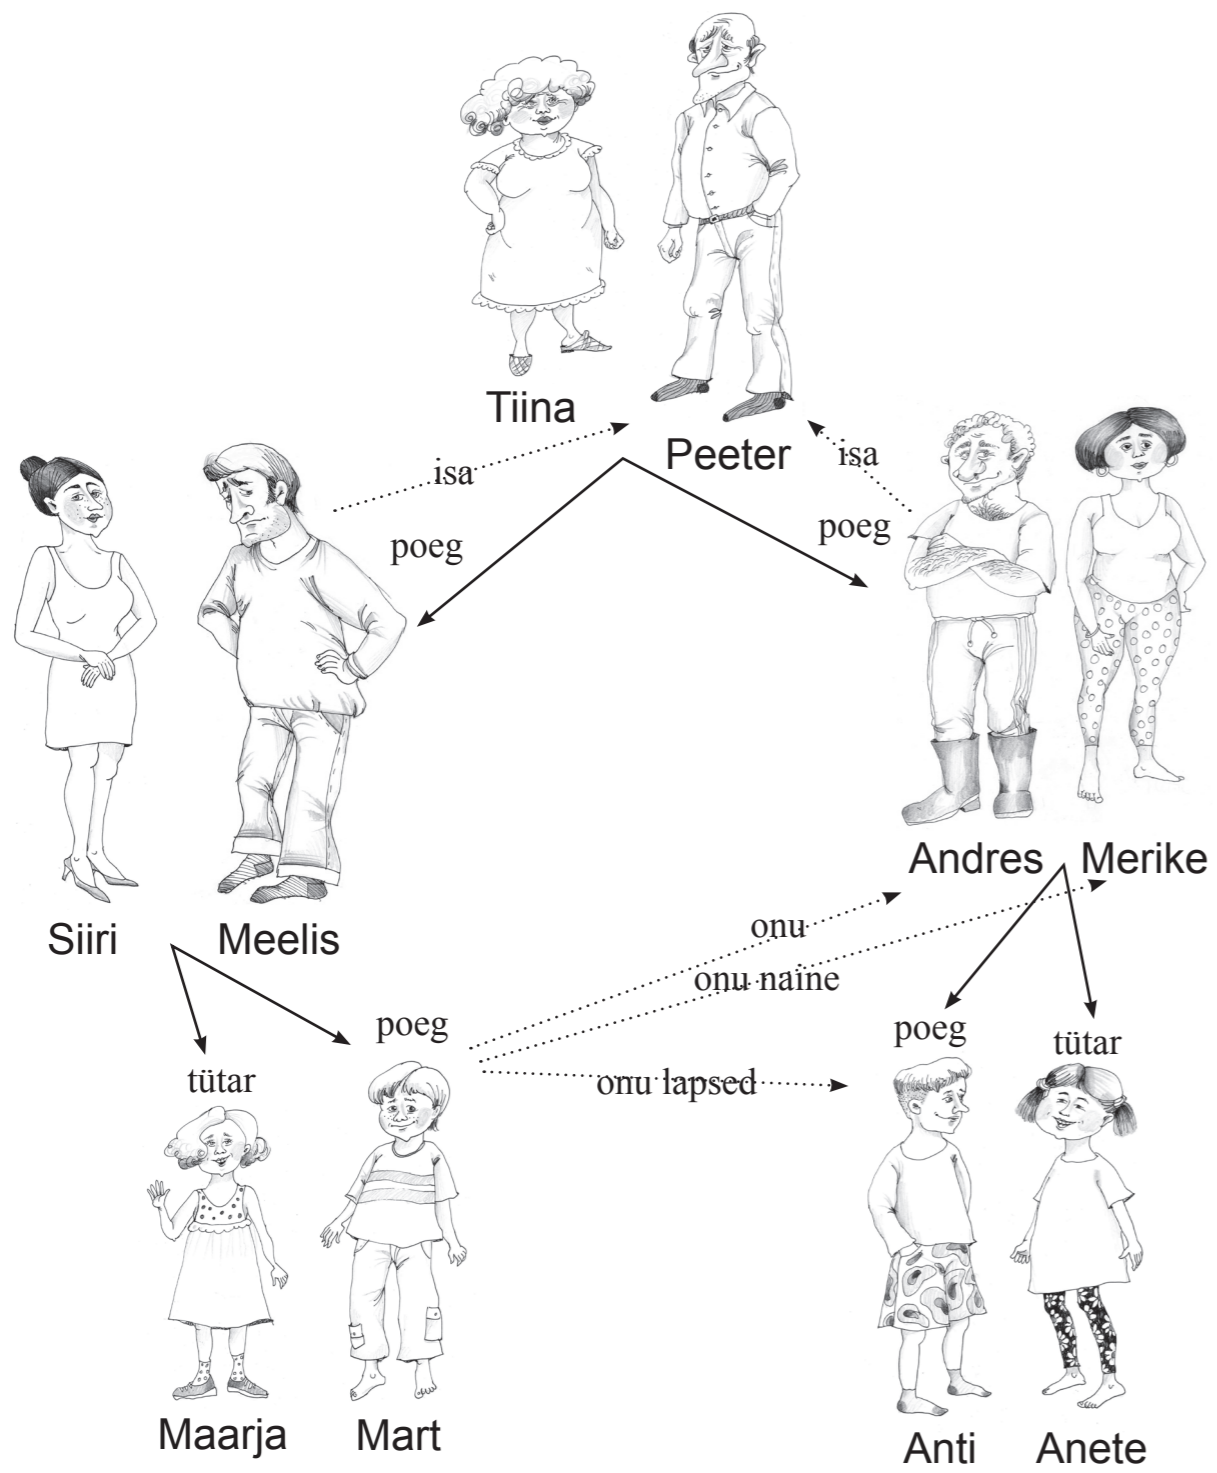 Tiina
Peeter
isa
isa
poeg
poeg
Andres
Merike
Siiri
Meelis
onu
onu naine
poeg
poeg
tütar
tütar
onu lapsed
Maarja
Mart
Anti
Anete